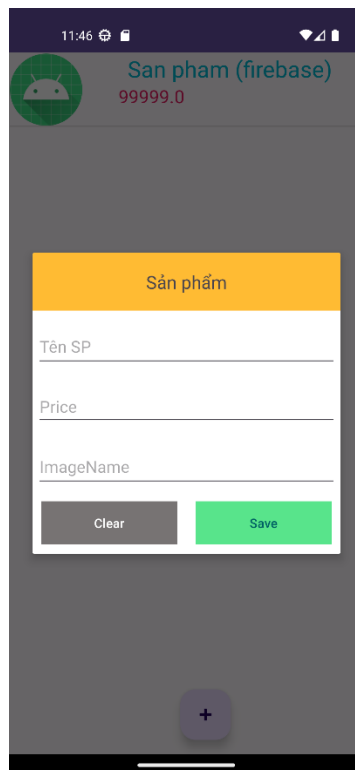 11:46
San pham (firebase)
99999.0
Sản phẩm
Tên SP
Price
ImageName
Clear Save
+